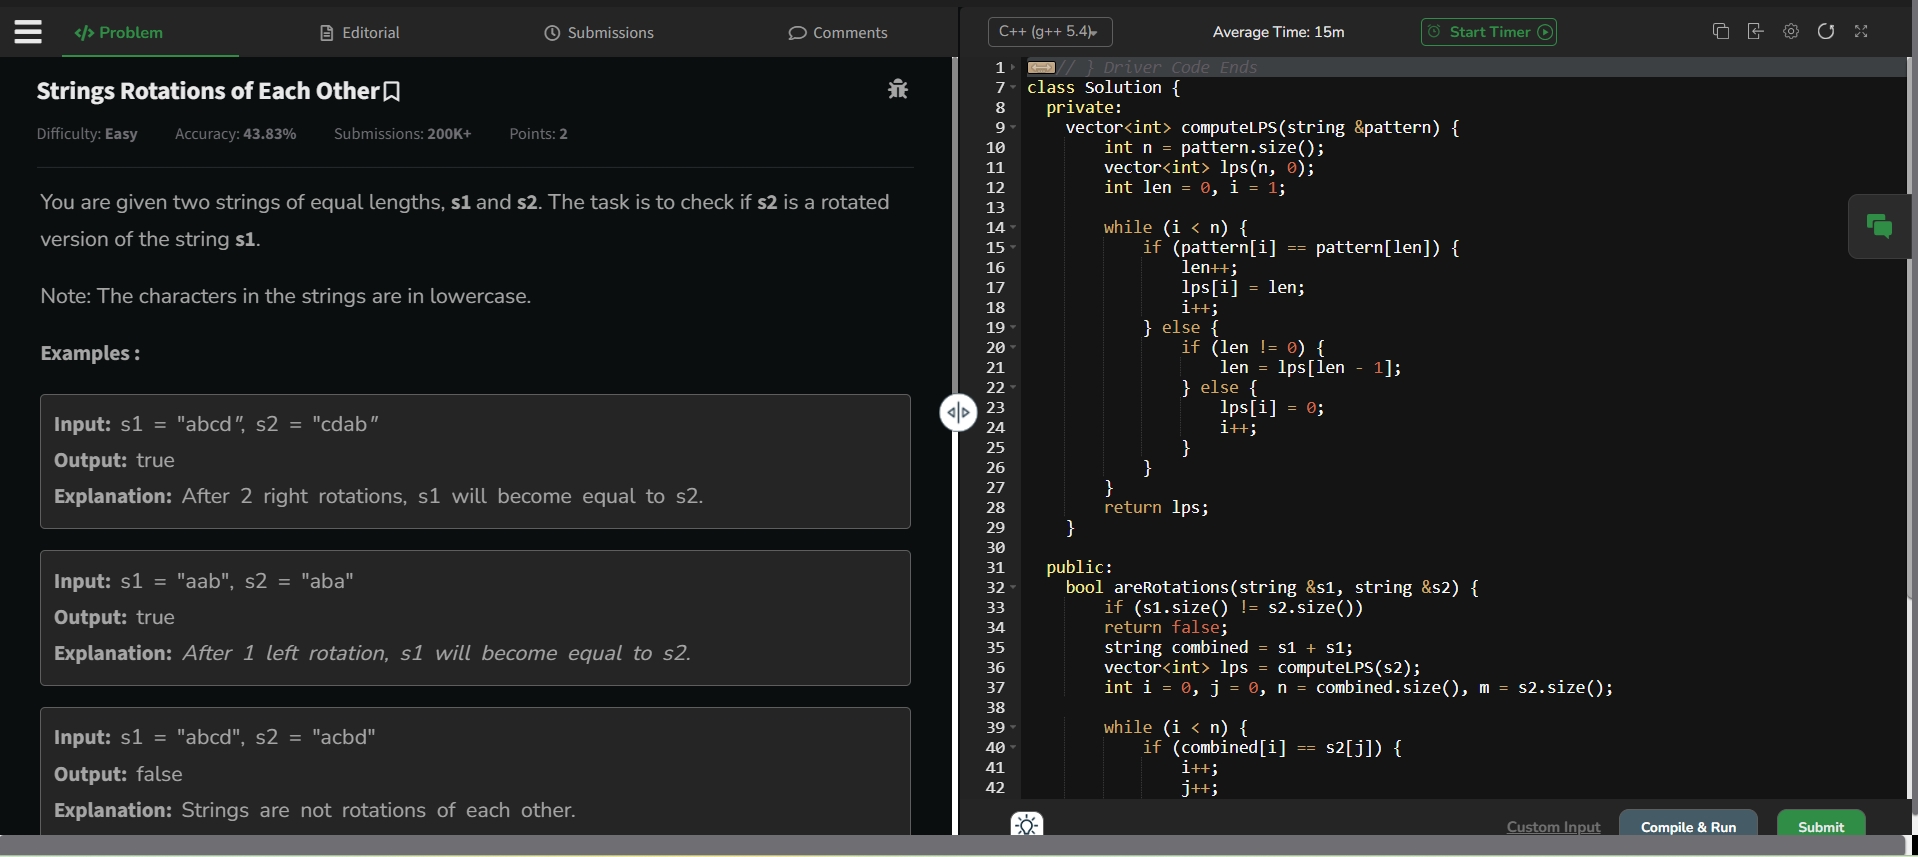 Problem
Editorial
Submissions
Comments
Strings Rotations of Each Other
Difficulty: Easy Accuracy: 43.83% Submissions: 200K+ Points: 2
You are given two strings of equal lengths, s1 and s2. The task is to check if s2 is a rotated
version of the string s1.
Note: The characters in the strings are in lowercase.
Examples :
Input: s1 = "abcd", s2 = "cdab"
Output: true
Explanation: After 2 right rotations, s1 will become equal to s2.
Input: s1 = "aab", s2 = "aba"
Output: true
Explanation: After 1 left rotation, s1 will become equal to s2.
Input: s1 = "abcd", s2 = "acbd"
Output: false
Explanation: Strings are not rotations of each other.
C++ (g++ 5.4)
Average Time: 15m
Start Timer
1 // } Driver Code Ends
7 class Solution {
8 private:
9 vector<int> computeLPS(string &pattern) {
10 int n = pattern.size();
11 vector<int> lps(n, 0);
12 int len = 0, i = 1;
13
14 while (i < n) {
15 if (pattern[i] == pattern[len]) {
16 len++;
17 lps[i] = len;
18 i++;
19 } else {
20 if (len != 0) {
21 len = lps[len - 1];
22 } else {
23 lps[i] = 0;
24 i++;
25 }
26 }
27 }
28 return lps;
29 }
30
31 public:
32 bool areRotations(string &s1, string &s2) {
33 if (s1.size() != s2.size())
34 return false;
35 string combined = s1 + s1;
36 vector<int> lps = computeLPS(s2);
37 int i = 0, j = 0, n = combined.size(), m = s2.size();
38
39 while (i < n) {
40 if (combined[i] == s2[j]) {
41 i++;
42 j++;
Custom Input
Compile & Run
Submit